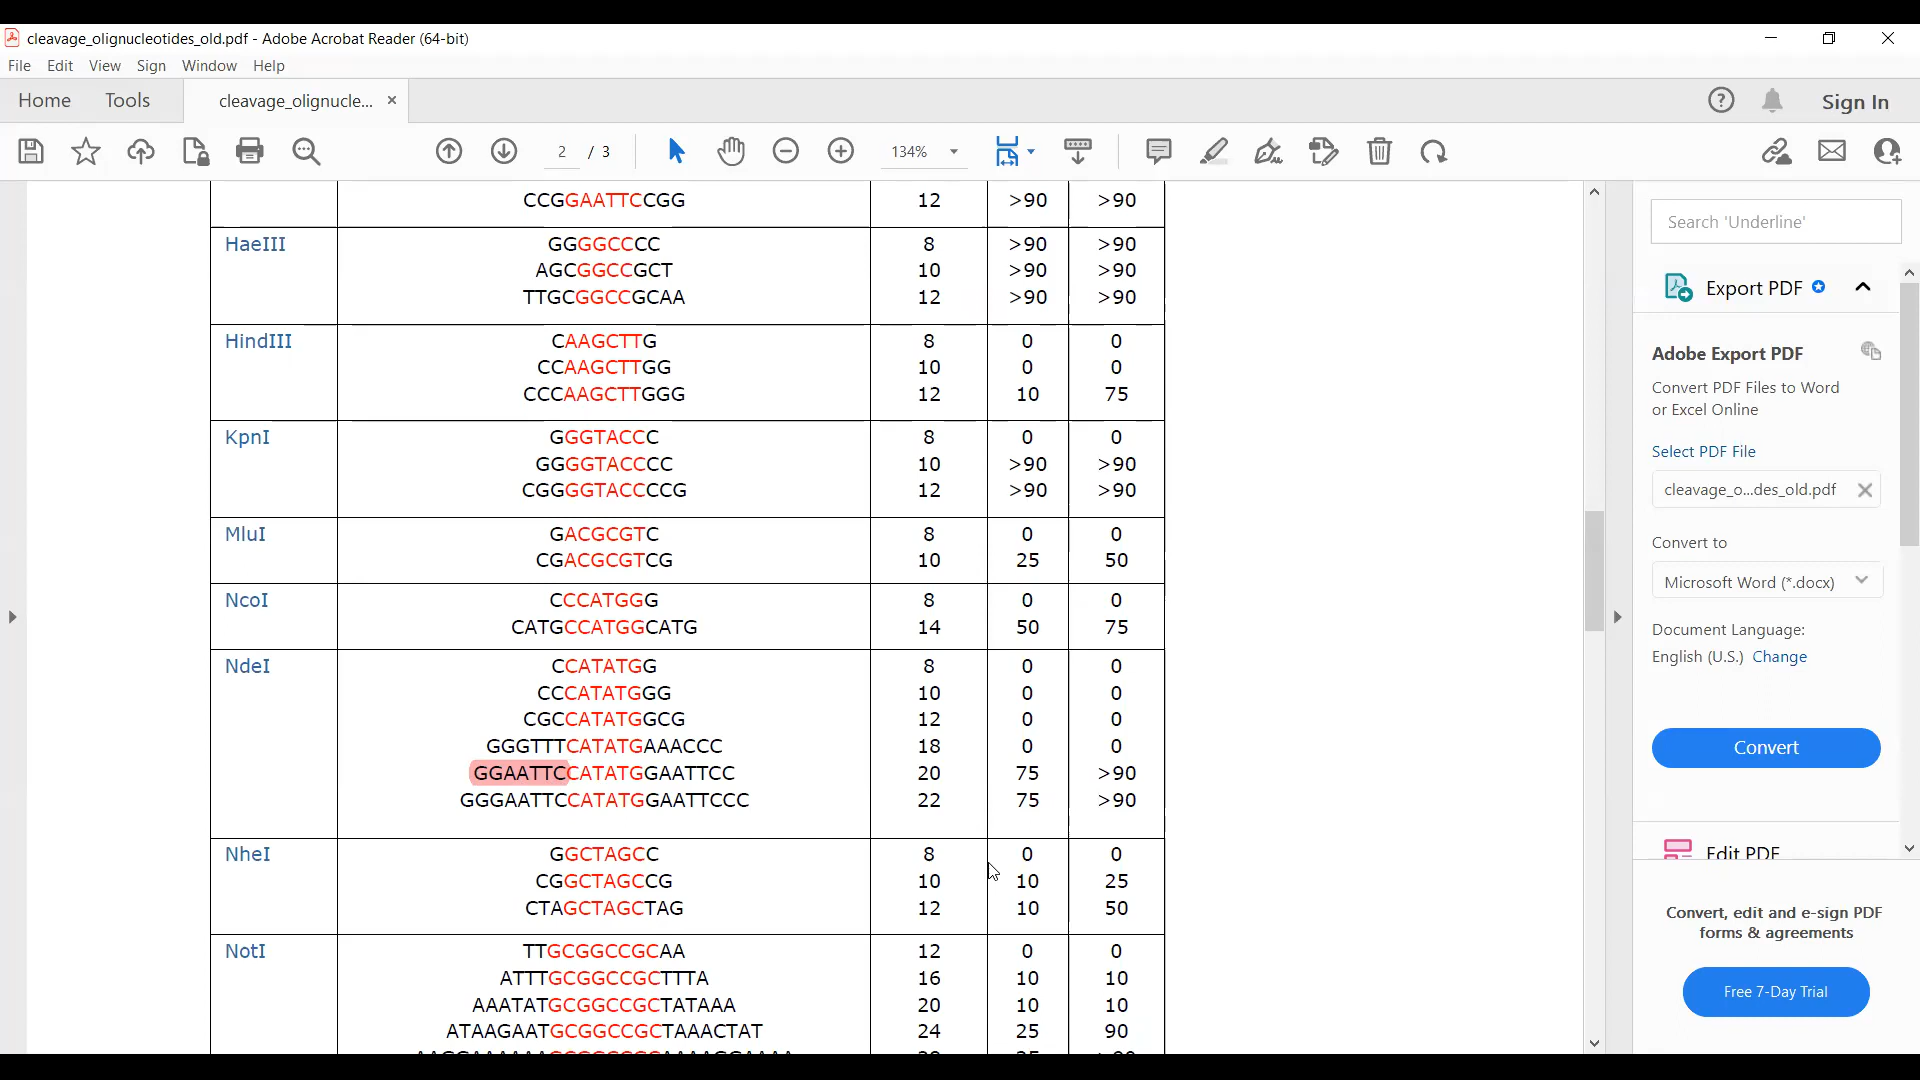 cleavage_olignucleotides_old.pdf - Adobe Acrobat Reader (64-bit)
File Edit View Sign Window Help
Home Tools cleavage_olignucle... × Sign In
2 / 3 134%
CCGGAATTCCGG 12 >90 >90
HaeIII GGGGCCCC 8 >90 >90
AGCGGCCGCT 10 >90 >90
TTGCGGCCGCAA 12 >90 >90
HindIII CAAGCTTG 8 0 0
CCAAGCTTGG 10 0 0
CCCAAGCTTGGG 12 10 75
KpnI GGGTACCC 8 0 0
GGGGTACCCC 10 >90 >90
CGGGGTACCCCG 12 >90 >90
MluI GACGCGTC 8 0 0
CGACGCGTCG 10 25 50
NcoI CCCATGGG 8 0 0
CATGCCATGGCATG 14 50 75
NdeI CCATATGG 8 0 0
CCCATATGGG 10 0 0
CGCCATATGGCG 12 0 0
GGGTTTCATATGAAACCC 18 0 0
GGAATTCCATATGGAATTCC 20 75 >90
GGGAATTCCATATGGAATTCCC 22 75 >90
NheI GGCTAGCC 8 0 0
CGGCTAGCCG 10 10 25
CTAGCTAGCTAG 12 10 50
NotI TTGCGGCCGCAA 12 0 0
ATTTGCGGCCGCTTTA 16 10 10
AAATATGCGGCCGCTATAAA 20 10 10
ATAAGAATGCGGCCGCTAAACTAT 24 25 90
Search 'Underline'
Export PDF
Adobe Export PDF
Convert PDF Files to Word
or Excel Online
Select PDF File
cleavage_o...des_old.pdf
Convert to
Microsoft Word (*.docx)
Document Language:
English (U.S.) Change
Convert
Edit PDF
Convert, edit and e-sign PDF
forms & agreements
Free 7-Day Trial